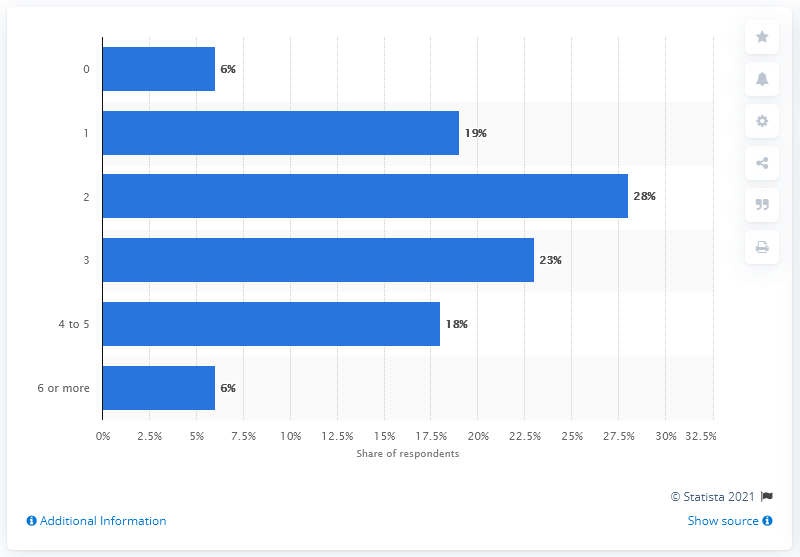 0 6%
1 19%
2 28%
3 23%
4 to 5 18%
6 or more 6%
0% 2.5% 5% 7.5% 10% 12.5% 15% 17.5% 20% 22.5% 25% 27.5% 30% 32.5%
Share of respondents
© Statista 2021
Additional Information Show source